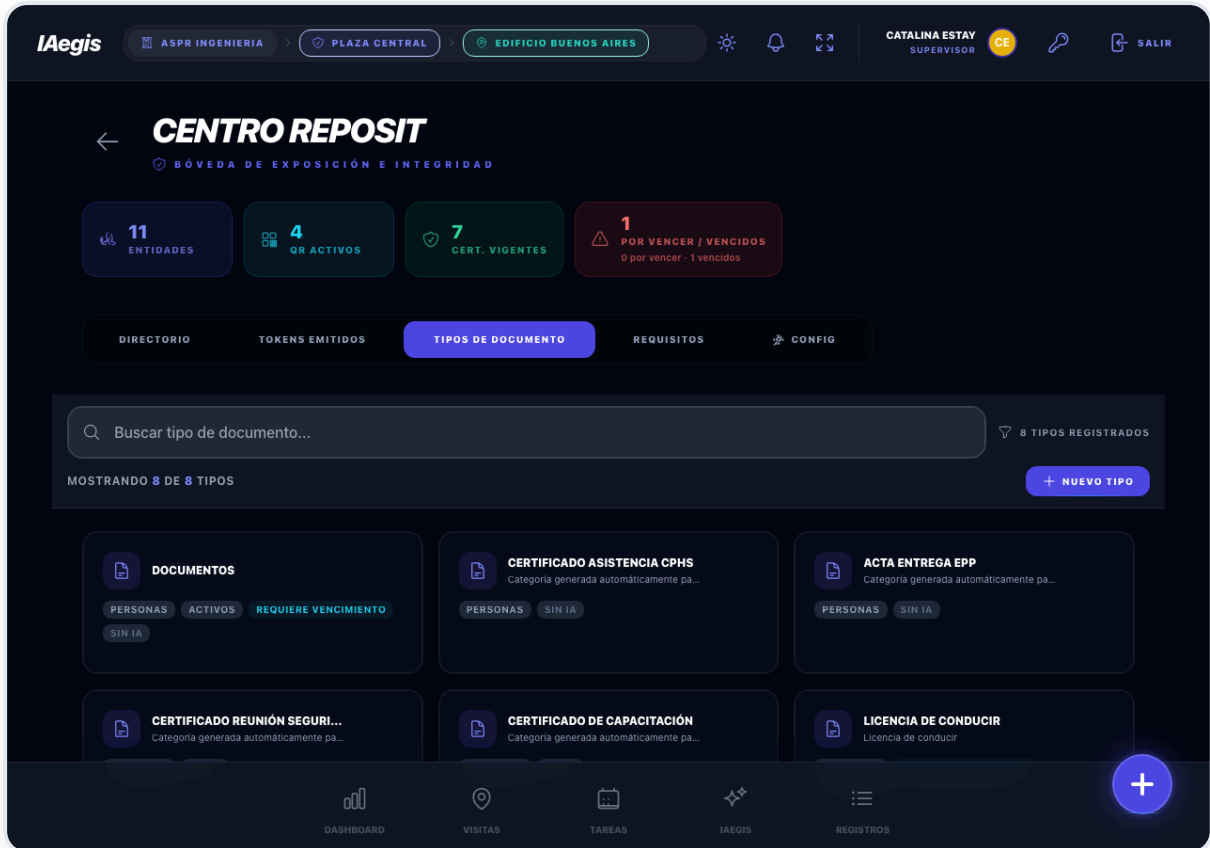 IAegis
ASPR INGENIERIA
PLAZA CENTRAL
EDIFICIO BUENOS AIRES
CATALINA ESTAY
SUPERVISOR
CE
SALIR
CENTRO REPOSIT
BÓVEDA DE EXPOSICIÓN E INTEGRIDAD
11
ENTIDADES
4
QR ACTIVOS
7
CERT. VIGENTES
1
POR VENCER / VENCIDOS
0 por vencer · 1 vencidos
DIRECTORIO
TOKENS EMITIDOS
TIPOS DE DOCUMENTO
REQUISITOS
CONFIG
Buscar tipo de documento...
8 TIPOS REGISTRADOS
MOSTRANDO 8 DE 8 TIPOS
NUEVO TIPO
DOCUMENTOS
PERSONAS ACTIVOS REQUIERE VENCIMIENTO
SIN IA
CERTIFICADO ASISTENCIA CPHS
Categoría generada automáticamente pa...
PERSONAS SIN IA
ACTA ENTREGA EPP
Categoría generada automáticamente pa...
PERSONAS SIN IA
CERTIFICADO REUNIÓN SEGURI...
Categoría generada automáticamente pa...
CERTIFICADO DE CAPACITACIÓN
Categoría generada automáticamente pa...
LICENCIA DE CONDUCIR
Licencia de conducir
DASHBOARD
VISITAS
TAREAS
IAEGIS
REGISTROS